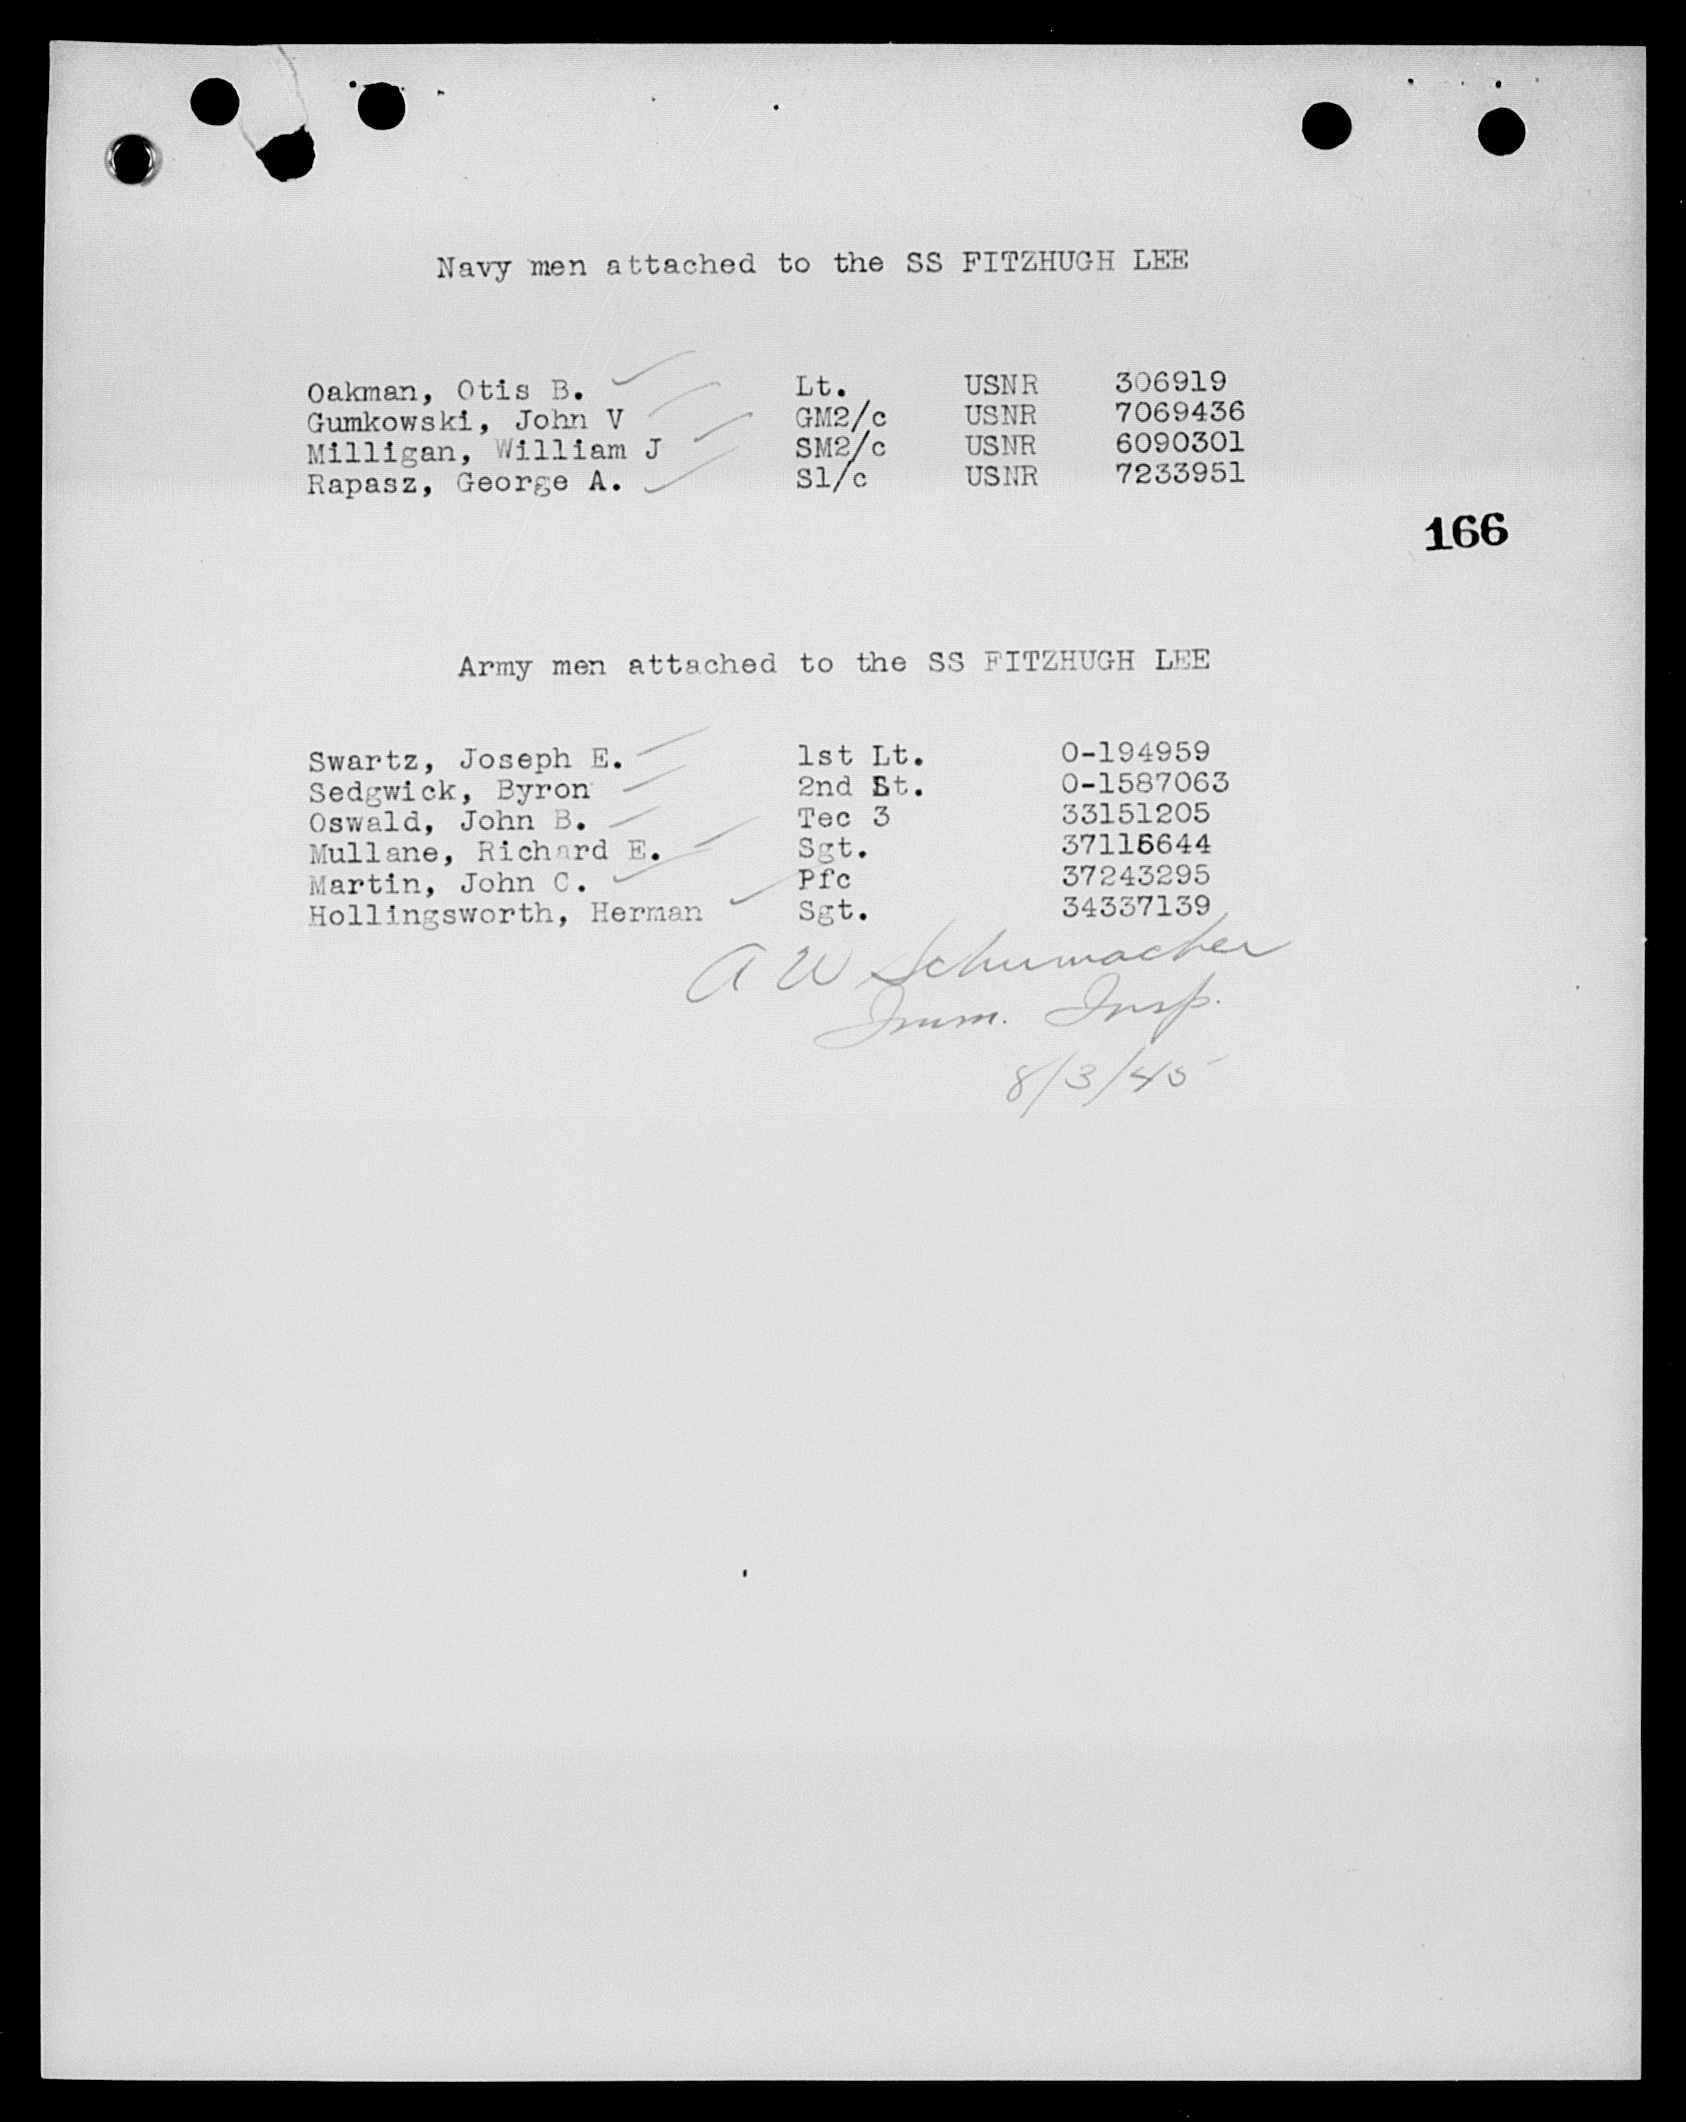 Navy men attached to the SS FITZHUGH LEE
Oakman, Otis B. Lt. USNR 306919
Gumkowski, John V GM2/c USNR 7069436
Milligan, William J SM2/c USNR 6090301
Rapasz, George A. S1/c USNR 7233951
166
Army men attached to the SS FITZHUGH LEE
Swartz, Joseph E. 1st Lt. O-194959
Sedgwick, Byron 2nd Lt. O-1587063
Oswald, John B. Tec 3 33151205
Mullane, Richard E. Sgt. 37115644
Martin, John C. Pfc 37243295
Hollingsworth, Herman Sgt. 34337139
A W Schumacher
Imm. Insp.
8/3/45